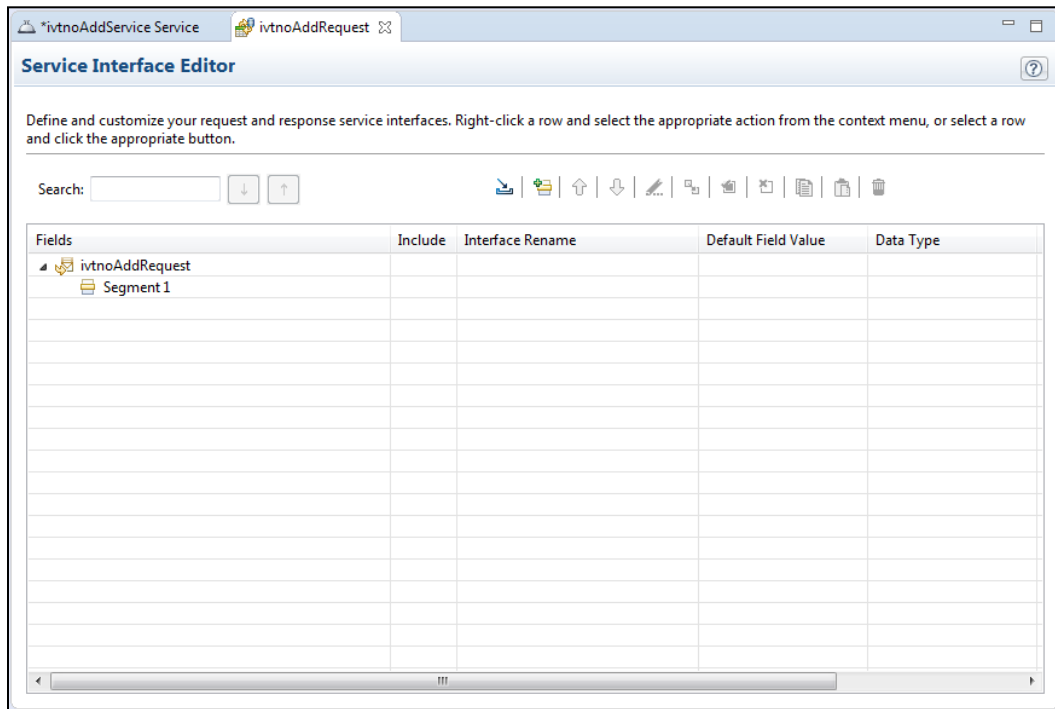 *ivtnoAddService Service
ivtnoAddRequest
Service Interface Editor
Define and customize your request and response service interfaces. Right-click a row and select the appropriate action from the context menu, or select a row
and click the appropriate button.
Search:
Fields Include Interface Rename Default Field Value Data Type
ivtnoAddRequest
Segment 1